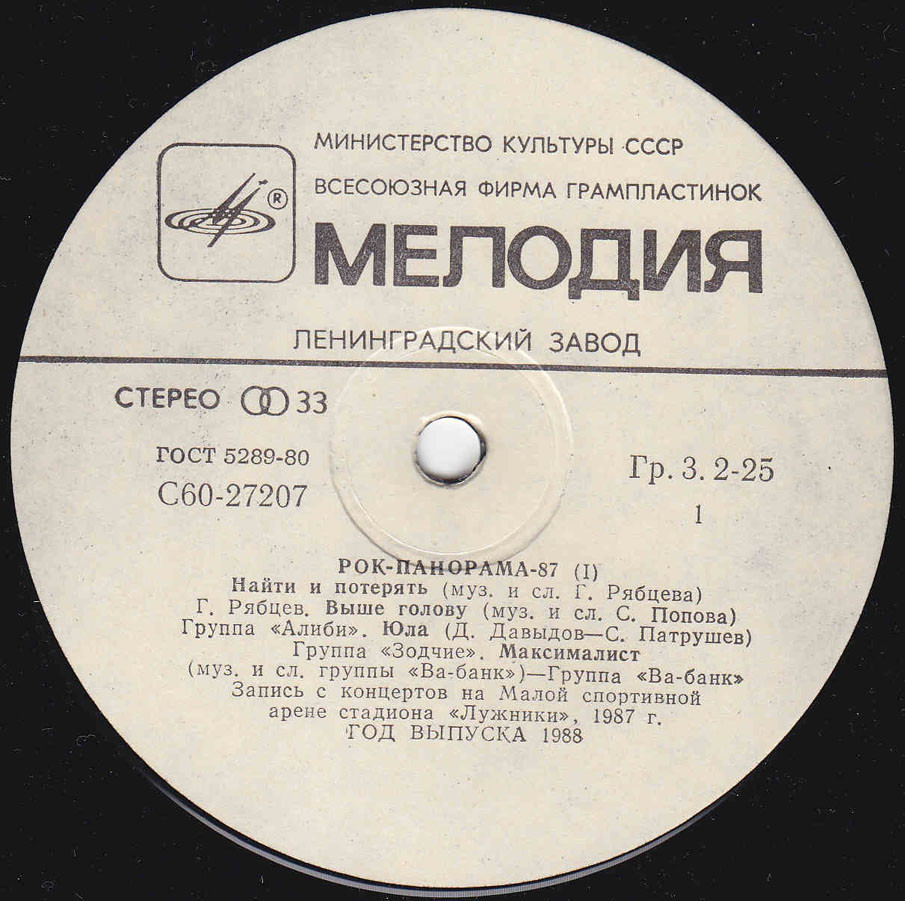 МИНИСТЕРСТВО КУЛЬТУРЫ СССР
ВСЕСОЮЗНАЯ ФИРМА ГРАМПЛАСТИНОК
®
МЕЛОДИЯ
ЛЕНИНГРАДСКИЙ ЗАВОД
СТЕРЕО 33
ГОСТ 5289-80
Гр. 3. 2-25
С60-27207
1
РОК-ПАНОРАМА-87 (I)
Найти и потерять (муз. и сл. Г. Рябцева)
Г. Рябцев. Выше голову (муз. и сл. С. Попова)
Группа «Алиби». Юла (Д. Давыдов—С. Патрушев)
Группа «Зодчие». Максималист
(муз. и сл. группы «Ва-банк»)—Группа «Ва-банк»
Запись с концертов на Малой спортивной
арене стадиона «Лужники», 1987 г.
ГОД ВЫПУСКА 1988